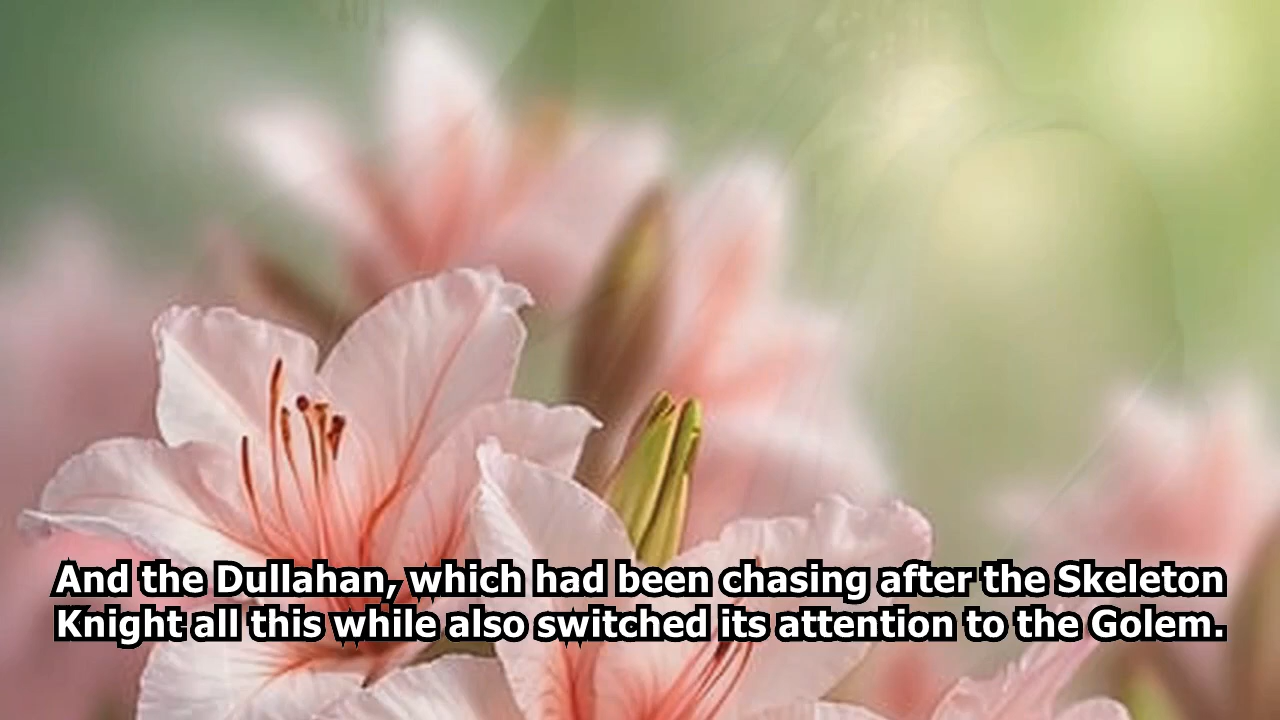 And the Dullahan, which had been chasing after the Skeleton
Knight all this while also switched its attention to the Golem.